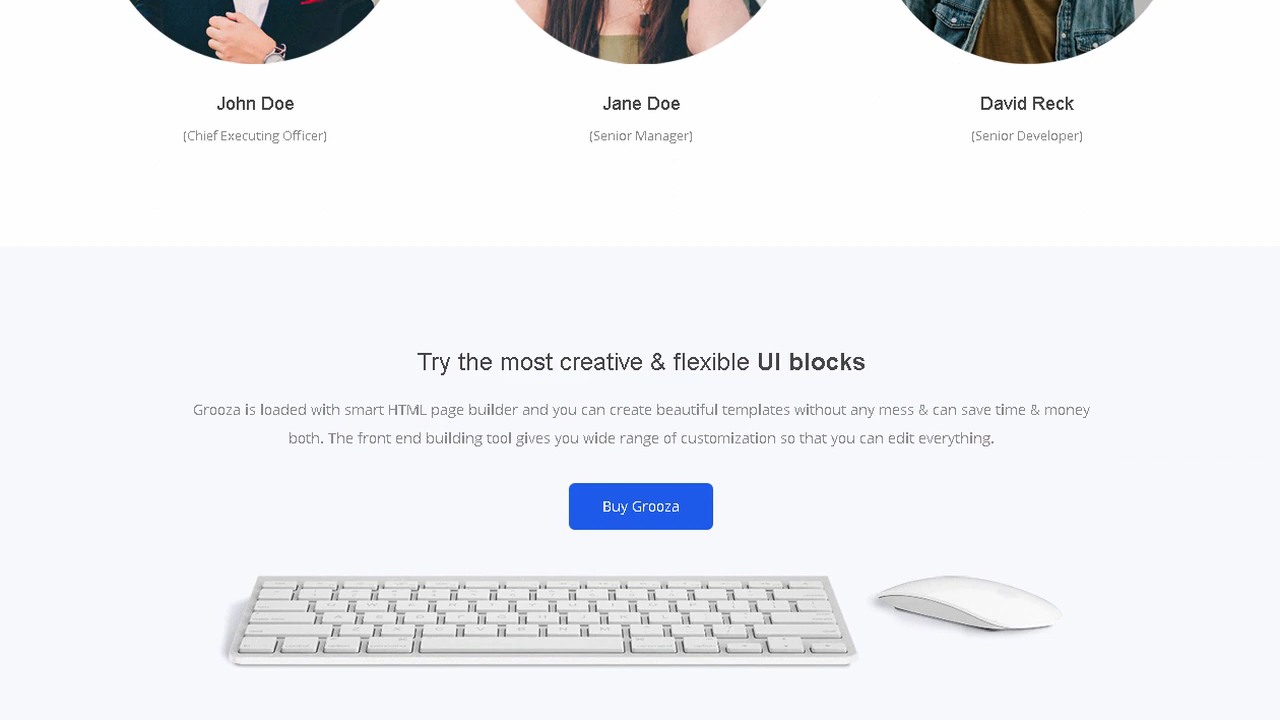 John Doe
Jane Doe
David Reck
(Chief Executing Officer)
(Senior Manager)
(Senior Developer)
Try the most creative & flexible UI blocks
Grooza is loaded with smart HTML page builder and you can create beautiful templates without any mess & can save time & money
both. The front end building tool gives you wide range of customization so that you can edit everything.
Buy Grooza